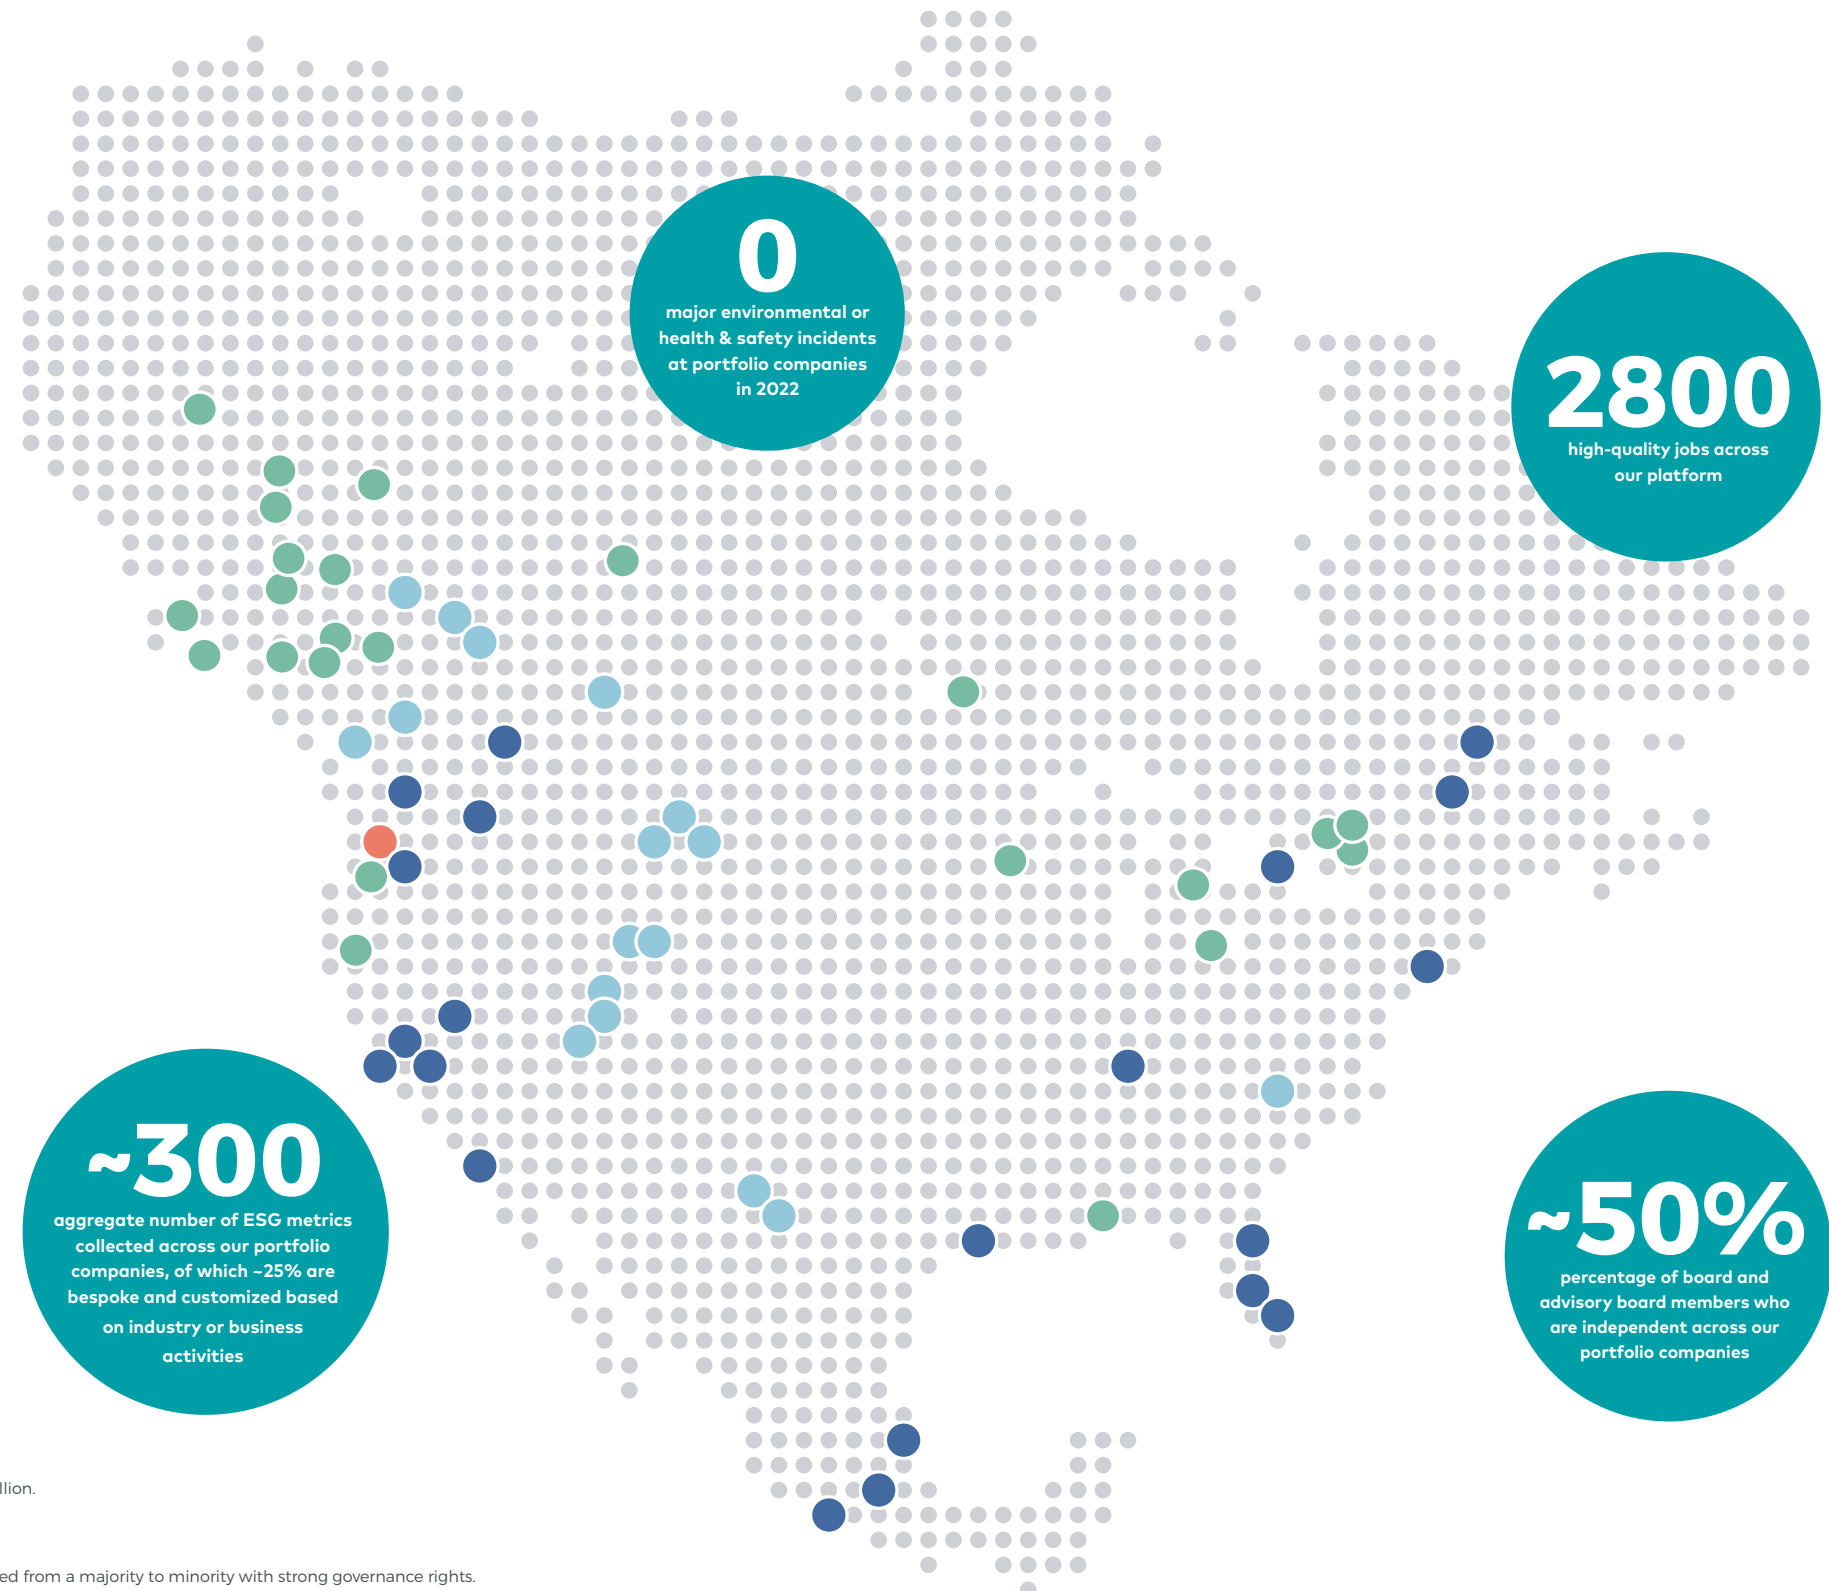 0
major environmental or
health & safety incidents
at portfolio companies
in 2022
2800
high-quality jobs across
our platform
~300
aggregate number of ESG metrics
collected across our portfolio
companies, of which ~25% are
bespoke and customized based
on industry or business
activities
~50%
percentage of board and
advisory board members who
are independent across our
portfolio companies
llion.
ed from a majority to minority with strong governance rights.